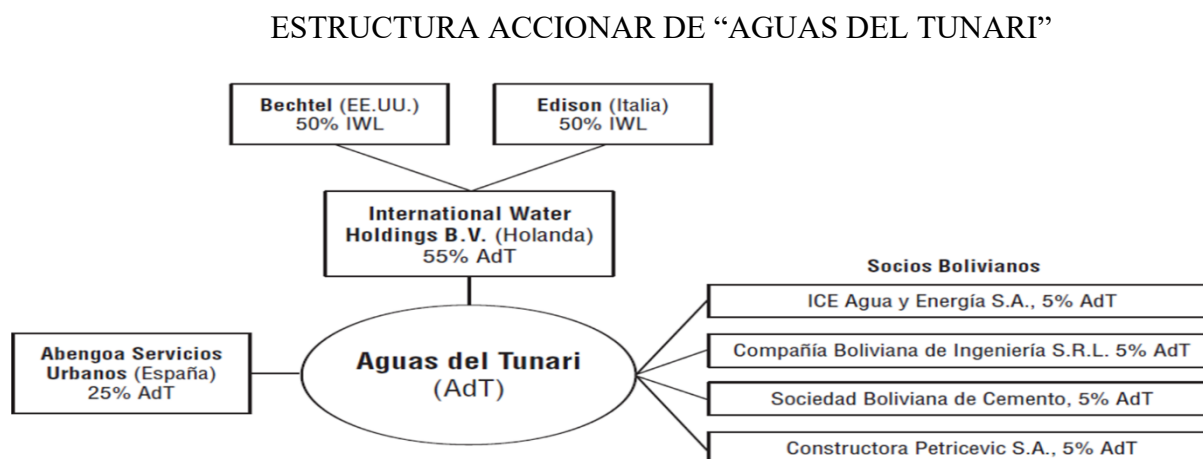 ESTRUCTURA ACCIONAR DE “AGUAS DEL TUNARI”
Bechtel (EE.UU.)
50% IWL
Edison (Italia)
50% IWL
International Water
Holdings B.V. (Holanda)
55% AdT
Socios Bolivianos
ICE Agua y Energía S.A., 5% AdT
Compañía Boliviana de Ingeniería S.R.L. 5% AdT
Sociedad Boliviana de Cemento, 5% AdT
Constructora Petricevic S.A., 5% AdT
Abengoa Servicios
Urbanos (España)
25% AdT
Aguas del Tunari
(AdT)